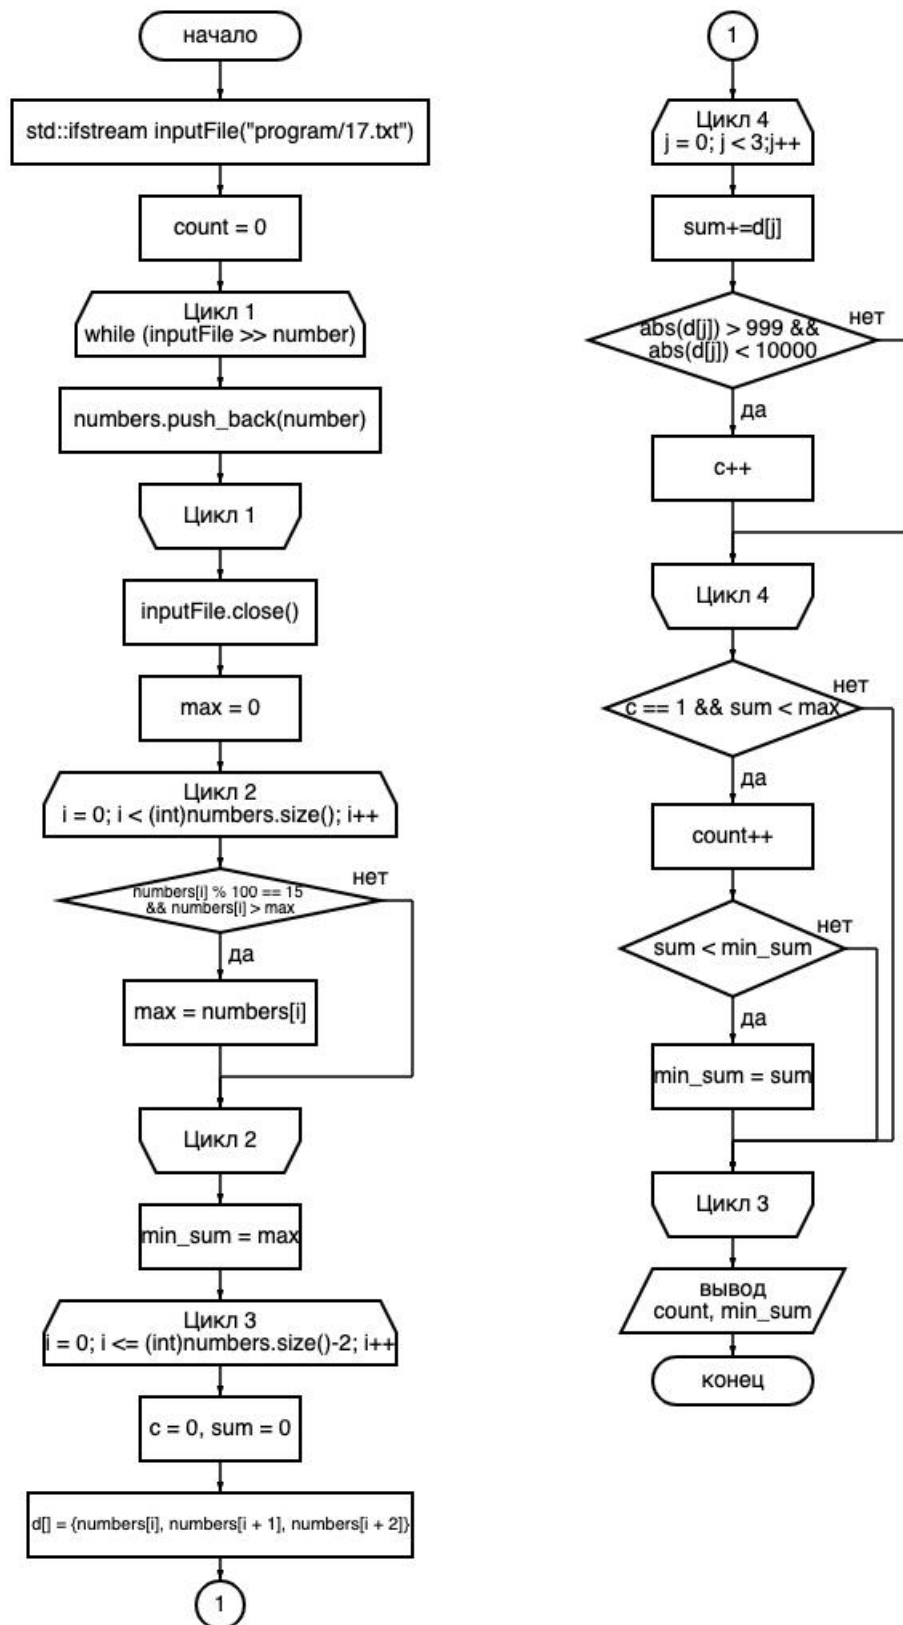 начало
std::ifstream inputFile("program/17.txt")
count = 0
Цикл 1
while (inputFile >> number)
numbers.push_back(number)
Цикл 1
inputFile.close()
max = 0
Цикл 2
i = 0; i < (int)numbers.size(); i++
numbers[i] % 100 == 15
&& numbers[i] > max
нет
да
max = numbers[i]
Цикл 2
min_sum = max
Цикл 3
i = 0; i <= (int)numbers.size()-2; i++
c = 0, sum = 0
d[] = {numbers[i], numbers[i + 1], numbers[i + 2]}
1
1
Цикл 4
j = 0; j < 3;j++
sum+=d[j]
abs(d[j]) > 999 &&
abs(d[j]) < 10000
нет
да
c++
Цикл 4
c == 1 && sum < max
нет
да
count++
sum < min_sum
нет
да
min_sum = sum
Цикл 3
вывод
count, min_sum
конец